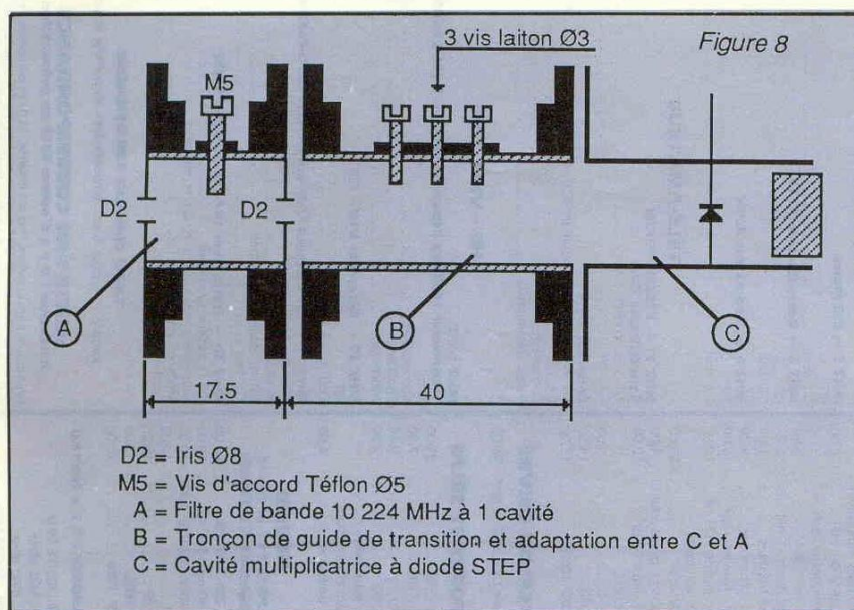 3 vis laiton Ø3
Figure 8
M5
D2
D2
A
B
C
17.5
40
D2 = Iris Ø8
M5 = Vis d'accord Téflon Ø5
A = Filtre de bande 10 224 MHz à 1 cavité
B = Tronçon de guide de transition et adaptation entre C et A
C = Cavité multiplicatrice à diode STEP